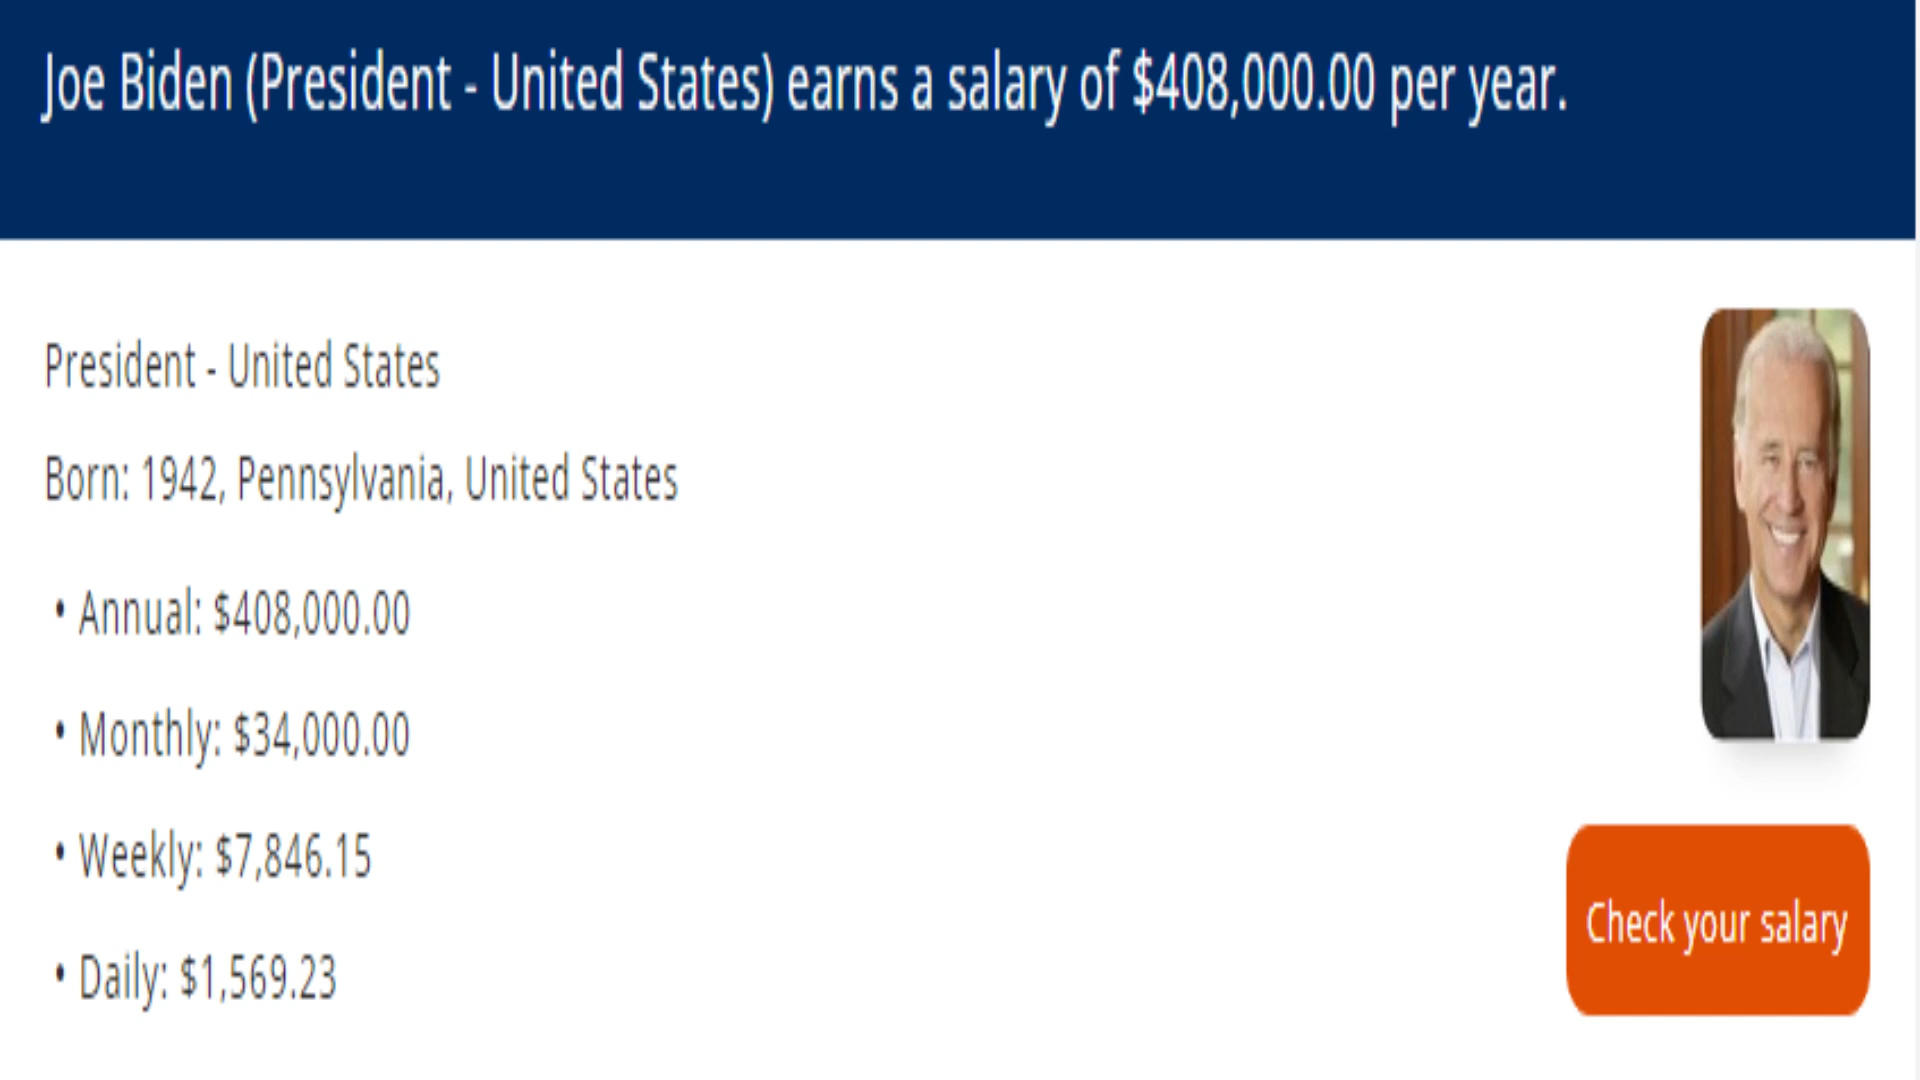 Joe Biden (President - United States) earns a salary of $408,000.00 per year.
President - United States
Born: 1942, Pennsylvania, United States
• Annual: $408,000.00
• Monthly: $34,000.00
• Weekly: $7,846.15
• Daily: $1,569.23
Check your salary